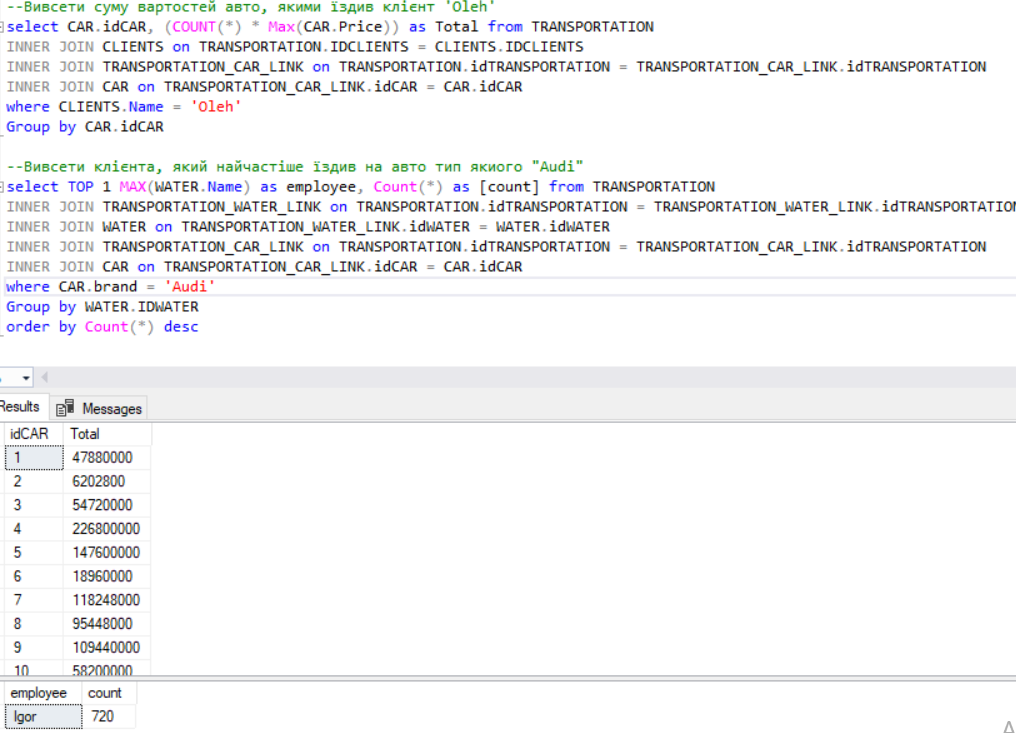 --Вивсети суму вартостей авто, якими їздив клієнт 'Oleh'
select CAR.idCAR, (COUNT(*) * Max(CAR.Price)) as Total from TRANSPORTATION
INNER JOIN CLIENTS on TRANSPORTATION.IDCLIENTS = CLIENTS.IDCLIENTS
INNER JOIN TRANSPORTATION_CAR_LINK on TRANSPORTATION.idTRANSPORTATION = TRANSPORTATION_CAR_LINK.idTRANSPORTATION
INNER JOIN CAR on TRANSPORTATION_CAR_LINK.idCAR = CAR.idCAR
where CLIENTS.Name = 'Oleh'
Group by CAR.idCAR
--Вивсети клієнта, який найчастіше їздив на авто тип якиого "Audi"
select TOP 1 MAX(WATER.Name) as employee, Count(*) as [count] from TRANSPORTATION
INNER JOIN TRANSPORTATION_WATER_LINK on TRANSPORTATION.idTRANSPORTATION = TRANSPORTATION_WATER_LINK.idTRANSPORTATION
INNER JOIN WATER on TRANSPORTATION_WATER_LINK.idWATER = WATER.idWATER
INNER JOIN TRANSPORTATION_CAR_LINK on TRANSPORTATION.idTRANSPORTATION = TRANSPORTATION_CAR_LINK.idTRANSPORTATION
INNER JOIN CAR on TRANSPORTATION_CAR_LINK.idCAR = CAR.idCAR
where CAR.brand = 'Audi'
Group by WATER.IDWATER
order by Count(*) desc
Results Messages
idCAR Total
1 47880000
2 6202800
3 54720000
4 226800000
5 147600000
6 18960000
7 118248000
8 95448000
9 109440000
10 58200000
employee count
Igor 720